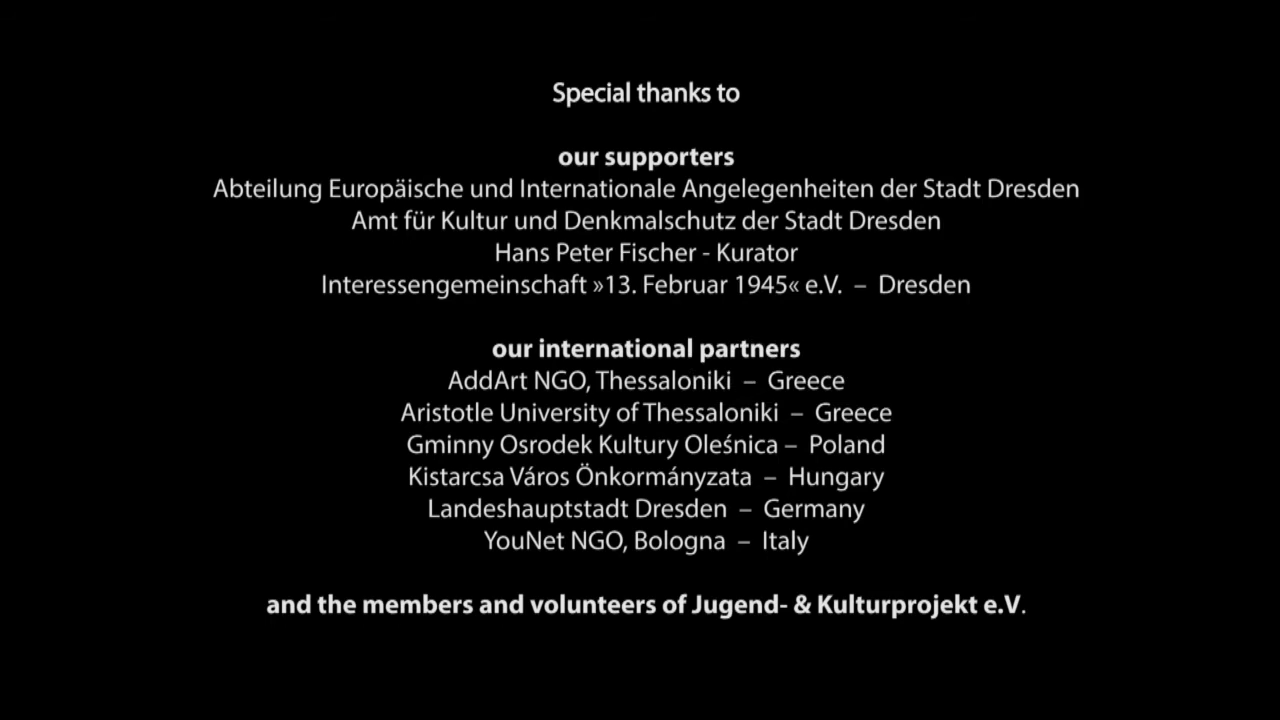 Special thanks to
our supporters
Abteilung Europäische und Internationale Angelegenheiten der Stadt Dresden
Amt für Kultur und Denkmalschutz der Stadt Dresden
Hans Peter Fischer - Kurator
Interessengemeinschaft »13. Februar 1945« e.V. – Dresden
our international partners
AddArt NGO, Thessaloniki – Greece
Aristotle University of Thessaloniki – Greece
Gminny Osrodek Kultury Oleśnica – Poland
Kistarcsa Város Önkormányzata – Hungary
Landeshauptstadt Dresden – Germany
YouNet NGO, Bologna – Italy
and the members and volunteers of Jugend- & Kulturprojekt e.V.